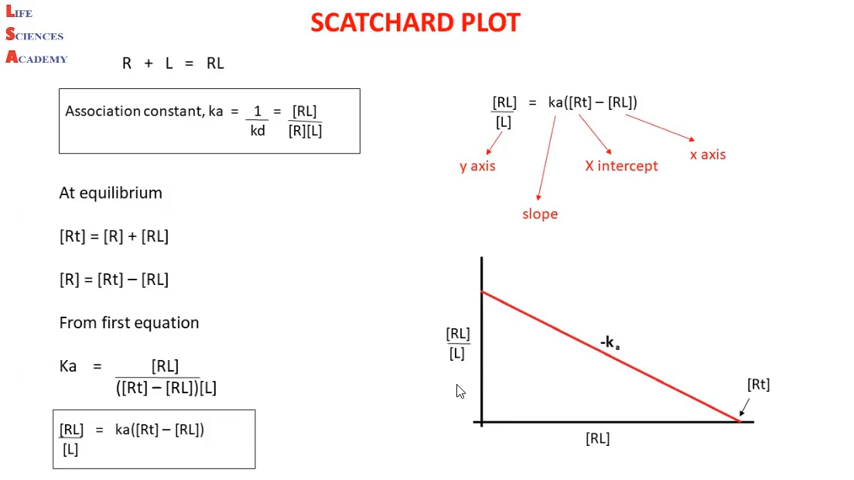 LIFE
SCIENCES
ACADEMY
SCATCHARD PLOT
R + L = RL
Association constant, ka = 1 = [RL]
kd [R][L]
At equilibrium
[Rt] = [R] + [RL]
[R] = [Rt] – [RL]
From first equation
Ka = [RL]
([Rt] – [RL])[L]
[RL] = ka([Rt] – [RL])
[L]
[RL] = ka([Rt] – [RL])
[L]
y axis
slope
X intercept
x axis
[RL]
[L]
-ka
[Rt]
[RL]